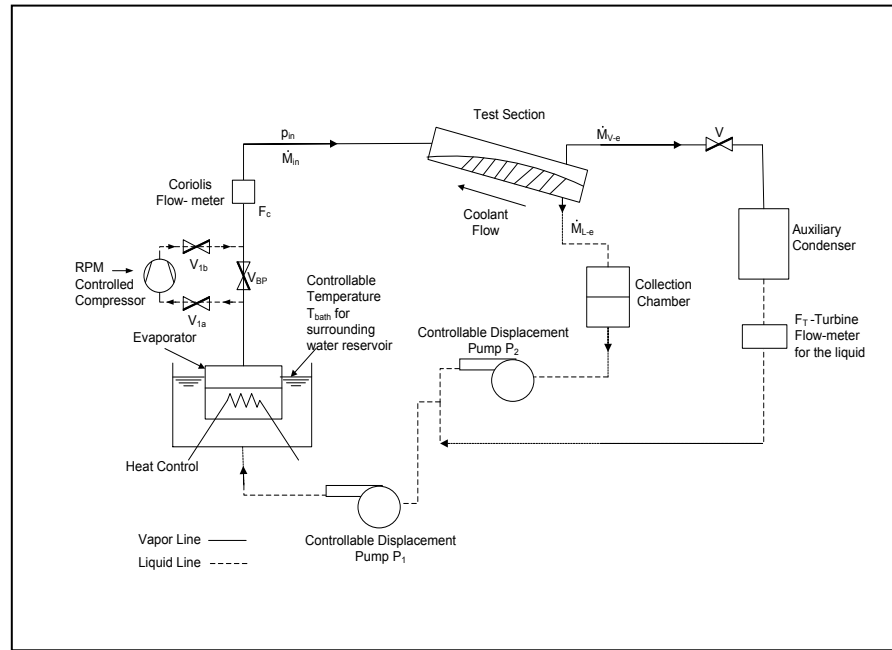 Test Section
p_in
Ṁ_in
Ṁ_V-e
V
Coriolis
Flow- meter
F_c
Coolant
Flow
Ṁ_L-e
Auxiliary
Condenser
RPM
Controlled
Compressor
V_1b
V_BP
V_1a
Controllable
Temperature
T_bath for
surrounding
water reservoir
Collection
Chamber
Evaporator
Controllable Displacement
Pump P_2
F_T -Turbine
Flow-meter
for the liquid
Heat Control
Controllable Displacement
Pump P_1
Vapor Line
Liquid Line